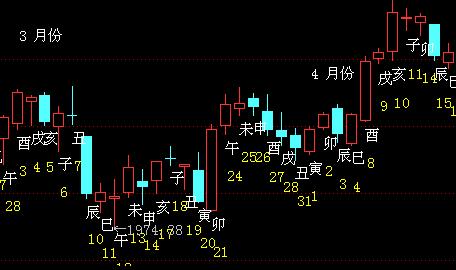 3 月份
4 月份
午 酉 戌 亥 子 丑 辰 巳 午 未 申 亥 子 丑 寅 卯 午 未 申 酉 戌 丑 寅 卯 辰 巳 酉 戌 亥 子 卯 辰
28 3 4 5 6 7 10 11 13 14 17 18 19 20 21 24 25 26 27 28 31 1 2 3 4 8 9 10 11 14 15